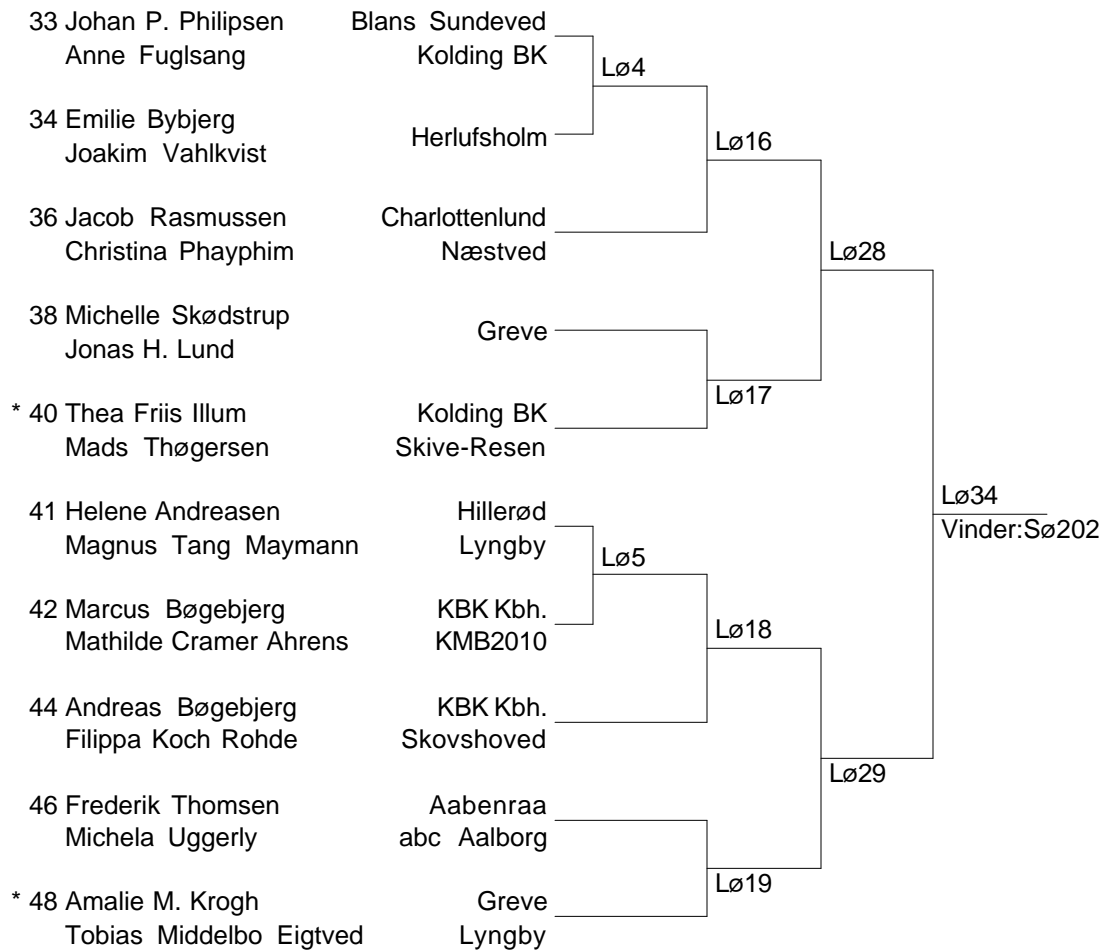 33 Johan P. Philipsen Blans Sundeved
Anne Fuglsang Kolding BK
Lø4
34 Emilie Bybjerg
Joakim Vahlkvist Herlufsholm
Lø16
36 Jacob Rasmussen Charlottenlund
Christina Phayphim Næstved
Lø28
38 Michelle Skødstrup
Jonas H. Lund Greve
Lø17
* 40 Thea Friis Illum Kolding BK
Mads Thøgersen Skive-Resen
Lø34
Vinder:Sø202
41 Helene Andreasen Hillerød
Magnus Tang Maymann Lyngby
Lø5
42 Marcus Bøgebjerg KBK Kbh.
Mathilde Cramer Ahrens KMB2010
Lø18
44 Andreas Bøgebjerg KBK Kbh.
Filippa Koch Rohde Skovshoved
Lø29
46 Frederik Thomsen Aabenraa
Michela Uggerly abc Aalborg
Lø19
* 48 Amalie M. Krogh Greve
Tobias Middelbo Eigtved Lyngby